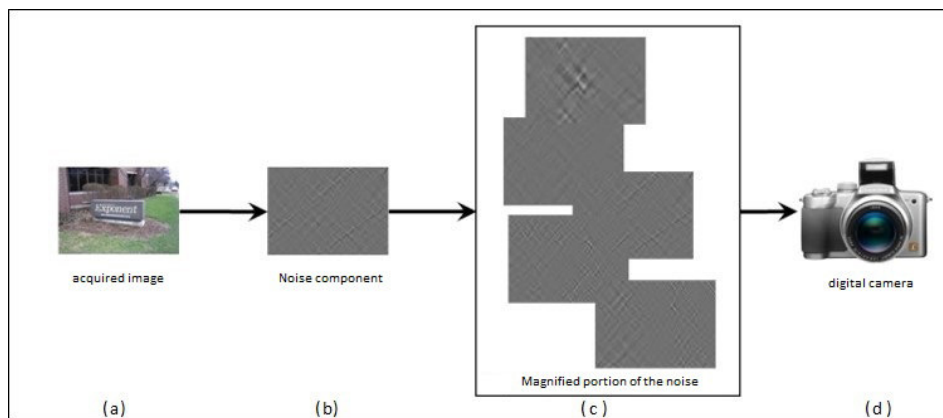 Exponent
acquired image
Noise component
Magnified portion of the noise
digital camera
(a)
(b)
(c)
(d)